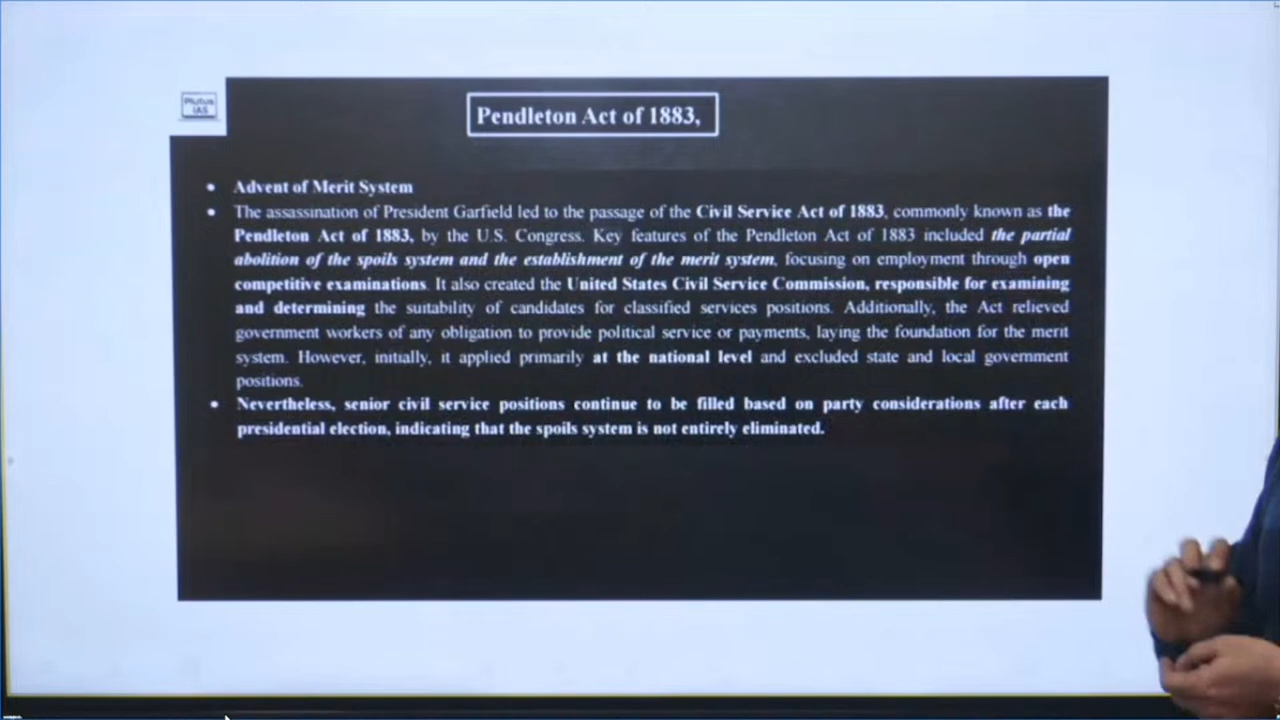 Plutus
IAS
Pendleton Act of 1883,
• Advent of Merit System
• The assassination of President Garfield led to the passage of the Civil Service Act of 1883, commonly known as the
Pendleton Act of 1883, by the U.S. Congress. Key features of the Pendleton Act of 1883 included the partial
abolition of the spoils system and the establishment of the merit system, focusing on employment through open
competitive examinations. It also created the United States Civil Service Commission, responsible for examining
and determining the suitability of candidates for classified services positions. Additionally, the Act relieved
government workers of any obligation to provide political service or payments, laying the foundation for the merit
system. However, initially, it applied primarily at the national level and excluded state and local government
positions.
• Nevertheless, senior civil service positions continue to be filled based on party considerations after each
presidential election, indicating that the spoils system is not entirely eliminated.